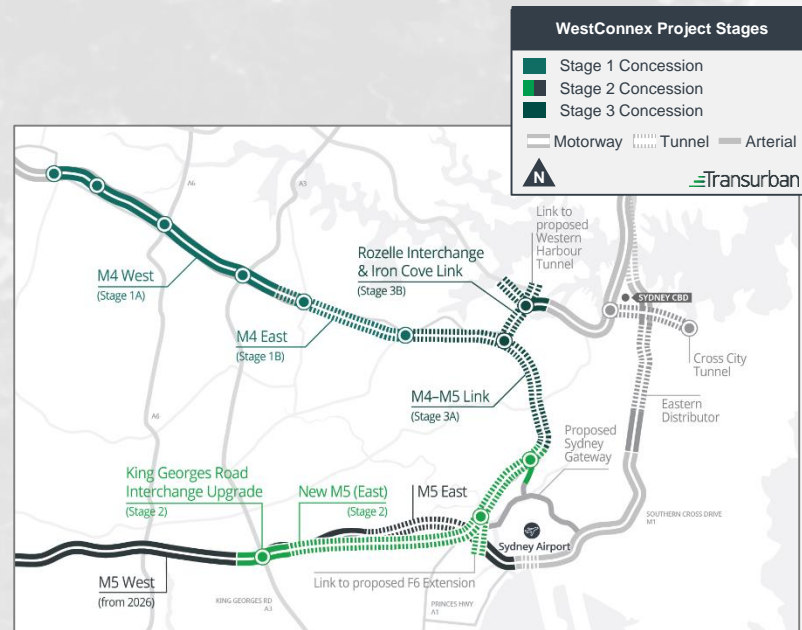 WestConnex Project Stages
Stage 1 Concession
Stage 2 Concession
Stage 3 Concession
Motorway
Tunnel
Arterial
N
Transurban
A6
A3
Link to
proposed
Western
Harbour
Tunnel
Rozelle Interchange
& Iron Cove Link
(Stage 3B)
M4 West
(Stage 1A)
SYDNEY CBD
M4 East
(Stage 1B)
Cross City
Tunnel
M4–M5 Link
(Stage 3A)
Eastern
Distributor
A6
Proposed
Sydney
Gateway
King Georges Road
Interchange Upgrade
(Stage 2)
New M5 (East)
(Stage 2)
M5 East
SOUTHERN CROSS DRIVE
M1
Sydney Airport
M5 West
(from 2026)
Link to proposed F6 Extension
KING GEORGES RD
A3
PRINCES HWY
A1